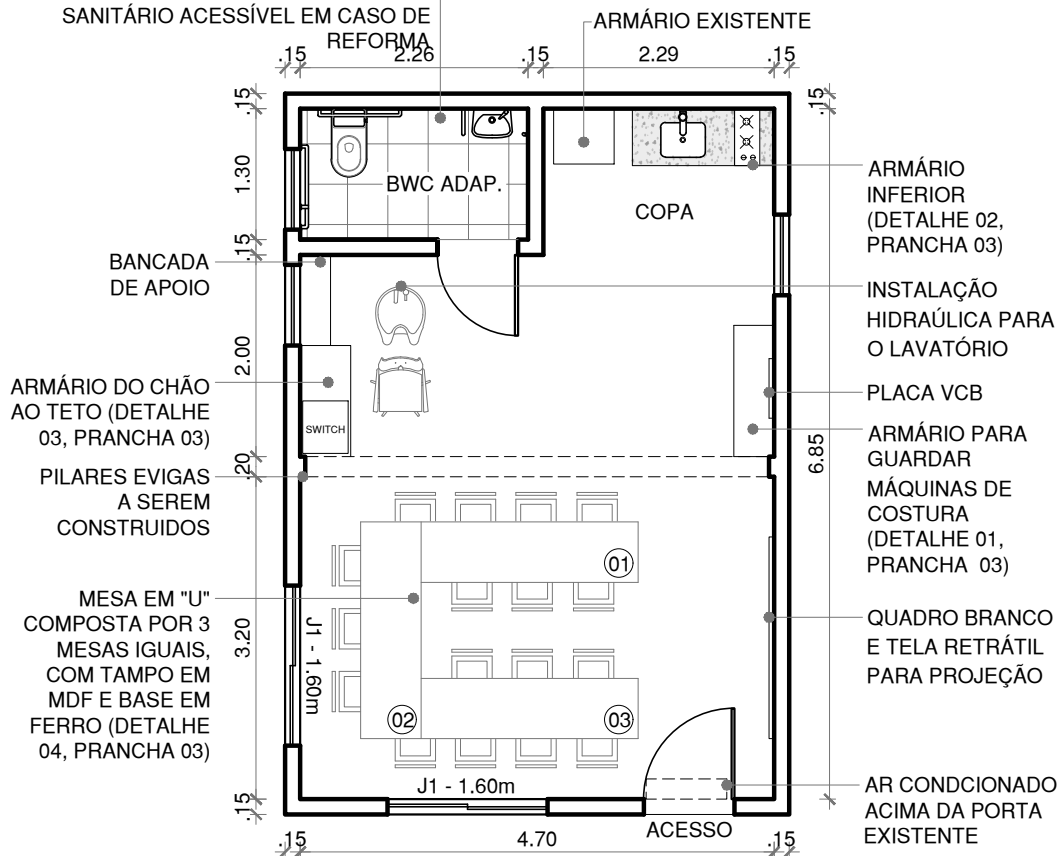 SANITÁRIO ACESSÍVEL EM CASO DE
REFORMA
ARMÁRIO EXISTENTE
.15
2.26
.15
2.29
.15
.15
.15
1.30
BWC ADAP.
COPA
ARMÁRIO
INFERIOR
(DETALHE 02,
PRANCHA 03)
.15
BANCADA
DE APOIO
INSTALAÇÃO
HIDRAÚLICA PARA
O LAVATÓRIO
2.00
ARMÁRIO DO CHÃO
AO TETO (DETALHE
03, PRANCHA 03)
SWITCH
PLACA VCB
ARMÁRIO PARA
GUARDAR
MÁQUINAS DE
COSTURA
(DETALHE 01,
PRANCHA 03)
6.85
.20
PILARES EVIGAS
A SEREM
CONSTRUIDOS
01
MESA EM "U"
COMPOSTA POR 3
MESAS IGUAIS,
COM TAMPO EM
MDF E BASE EM
FERRO (DETALHE
04, PRANCHA 03)
3.20
J1 - 1.60m
QUADRO BRANCO
E TELA RETRÁTIL
PARA PROJEÇÃO
02
03
J1 - 1.60m
AR CONDCIONADO
ACIMA DA PORTA
EXISTENTE
.15
ACESSO
.15
4.70
.15